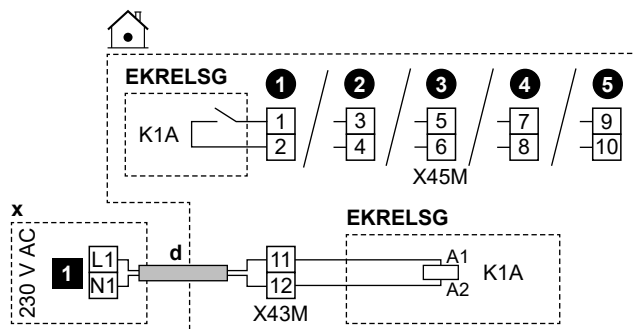 EKRELSG 1 2 3 4 5
K1A 1 3 5 7 9
2 4 6 8 10
X45M
x
EKRELSG
230 V AC
1 L1 d 11 A1
K1A
N1 12 A2
X43M